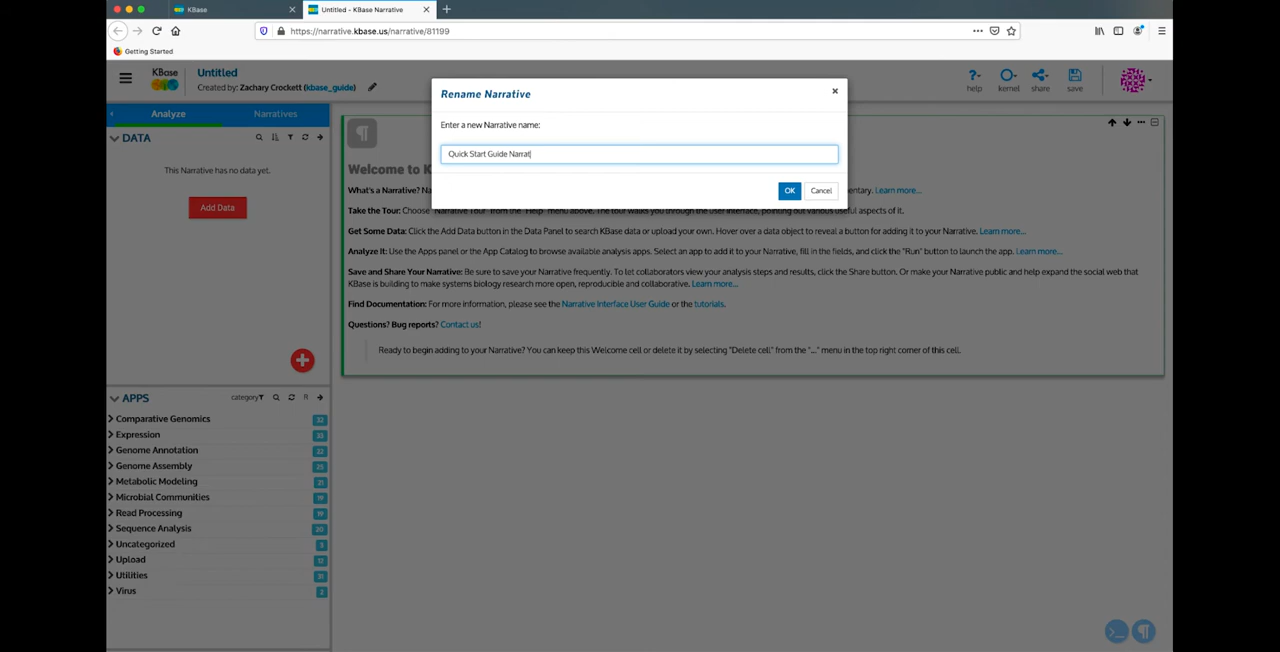 KBase
Untitled - KBase Narrative
https://narrative.kbase.us/narrative/81199
Getting Started
KBase
Untitled
Created by: Zachary Crockett (kbase_guide)
help
kernel
share
save
Analyze
Narratives
DATA
This Narrative has no data yet.
Add Data
APPS
category
R
Comparative Genomics 32
Expression 33
Genome Annotation 32
Genome Assembly 25
Metabolic Modeling 21
Microbial Communities 19
Read Processing 19
Sequence Analysis 20
Uncategorized 3
Upload 17
Utilities 31
Virus 2
Rename Narrative
Enter a new Narrative name:
Quick Start Guide Narrat
OK
Cancel
Welcome to K
What's a Narrative? Na
mentary. Learn more...
Take the Tour: Choose "Narrative Tour" from the "Help" menu above. The tour walks you through the user interface, pointing out various useful aspects of it.
Get Some Data: Click the Add Data button in the Data Panel to search KBase data or upload your own. Hover over a data object to reveal a button for adding it to your Narrative. Learn more...
Analyze It: Use the Apps panel or the App Catalog to browse available analysis apps. Select an app to add it to your Narrative, fill in the fields, and click the "Run" button to launch the app. Learn more...
Save and Share Your Narrative: Be sure to save your Narrative frequently. To let collaborators view your analysis steps and results, click the Share button. Or make your Narrative public and help expand the social web that
KBase is building to make systems biology research more open, reproducible and collaborative. Learn more...
Find Documentation: For more information, please see the Narrative Interface User Guide or the tutorials.
Questions? Bug reports? Contact us!
Ready to begin adding to your Narrative? You can keep this Welcome cell or delete it by selecting "Delete cell" from the "..." menu in the top right corner of this cell.